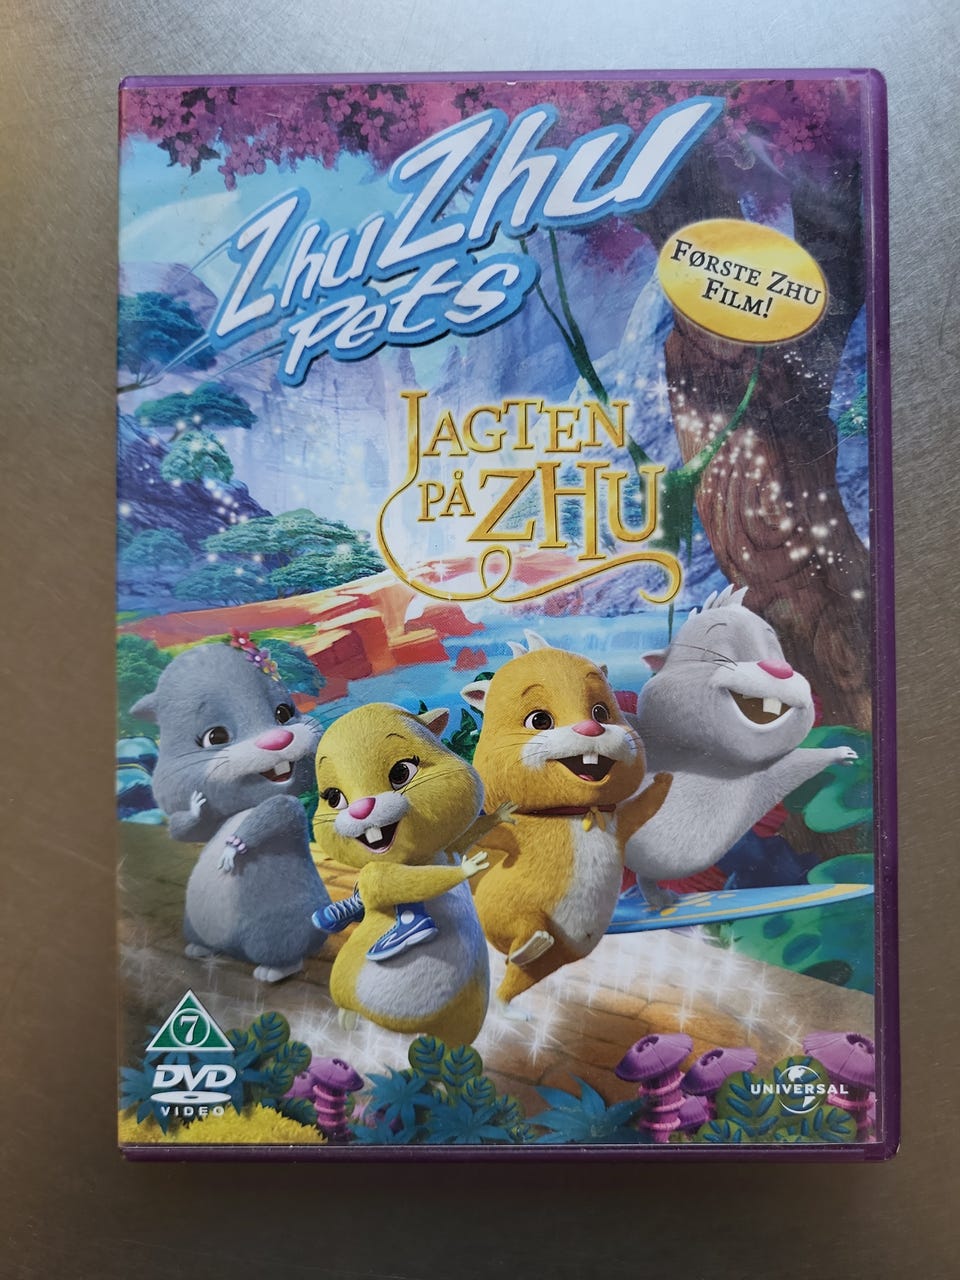 ZhuZhu
Pets
FØRSTE ZHU
FILM!
JAGTEN
PÅ ZHU
7
DVD
VIDEO
UNIVERSAL